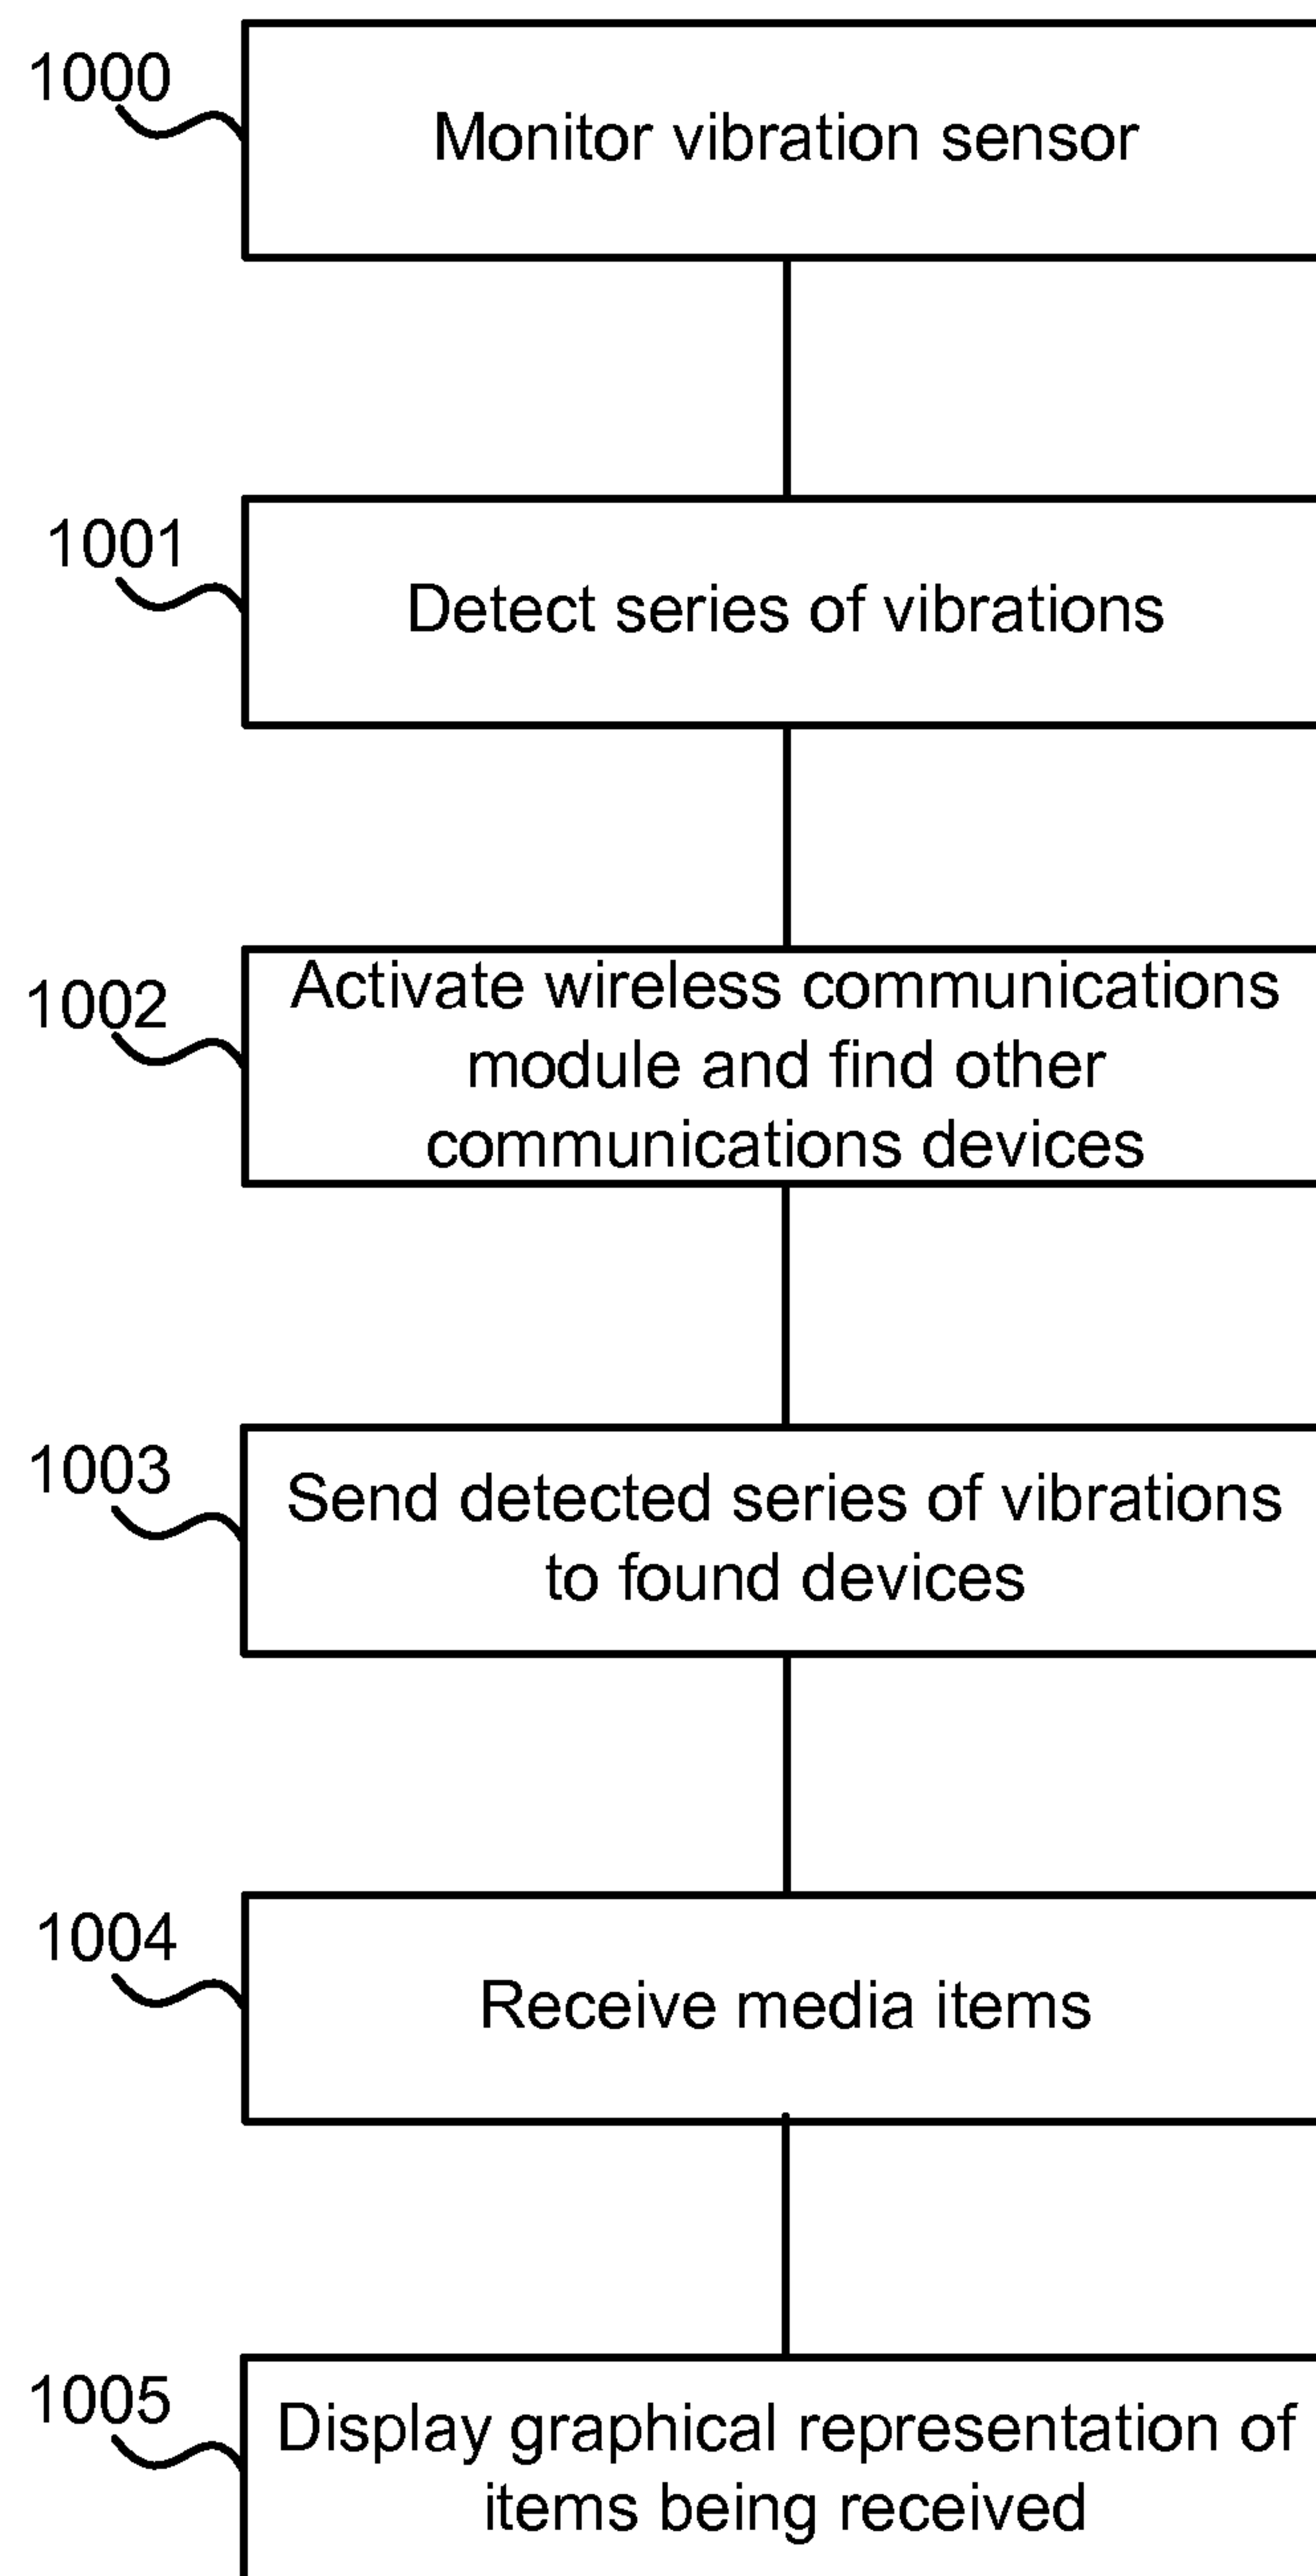 1000
Monitor vibration sensor
1001
Detect series of vibrations
1002
Activate wireless communications
module and find other
communications devices
1003
Send detected series of vibrations
to found devices
1004
Receive media items
1005
Display graphical representation of
items being received